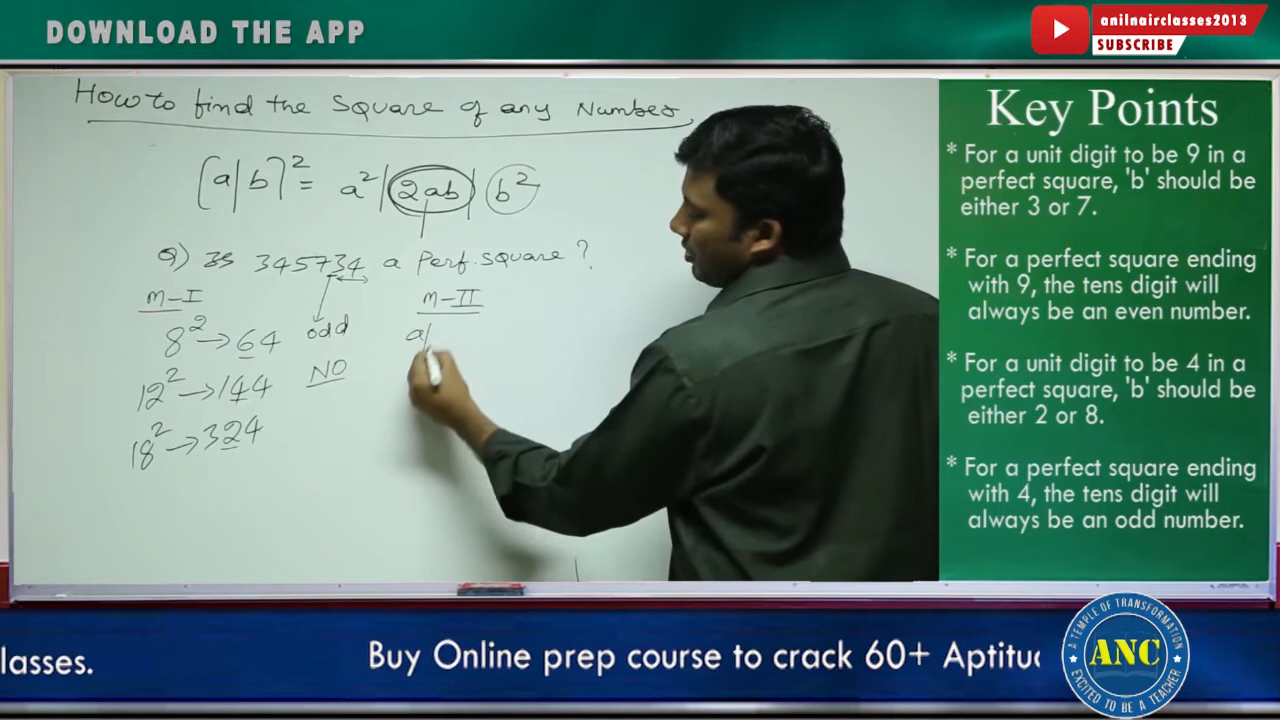 DOWNLOAD THE APP
anilnairclasses2013
SUBSCRIBE
How to find the Square of any Number
[a|b]² = a² | 2ab | b²
Q) Is 345734 a perf. square?
M-I
8² → 64 odd
12² → 144 NO
18² → 324
M-II
a|
Key Points
* For a unit digit to be 9 in a
perfect square, 'b' should be
either 3 or 7.
* For a perfect square ending
with 9, the tens digit will
always be an even number.
* For a unit digit to be 4 in a
perfect square, 'b' should be
either 2 or 8.
* For a perfect square ending
with 4, the tens digit will
always be an odd number.
lasses.
Buy Online prep course to crack 60+ Aptitu
A TEMPLE OF TRANSFORMATION
ANC
EXCITED TO BE A TEACHER